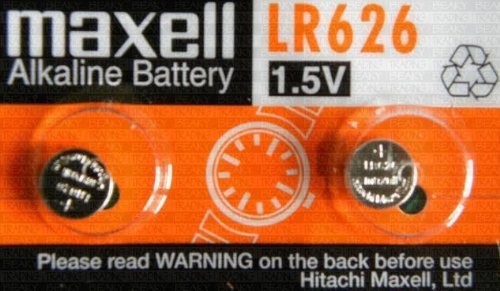 maxell
LR626
Alkaline Battery
1.5V
Please read WARNING on the back before use
Hitachi Maxell, Ltd